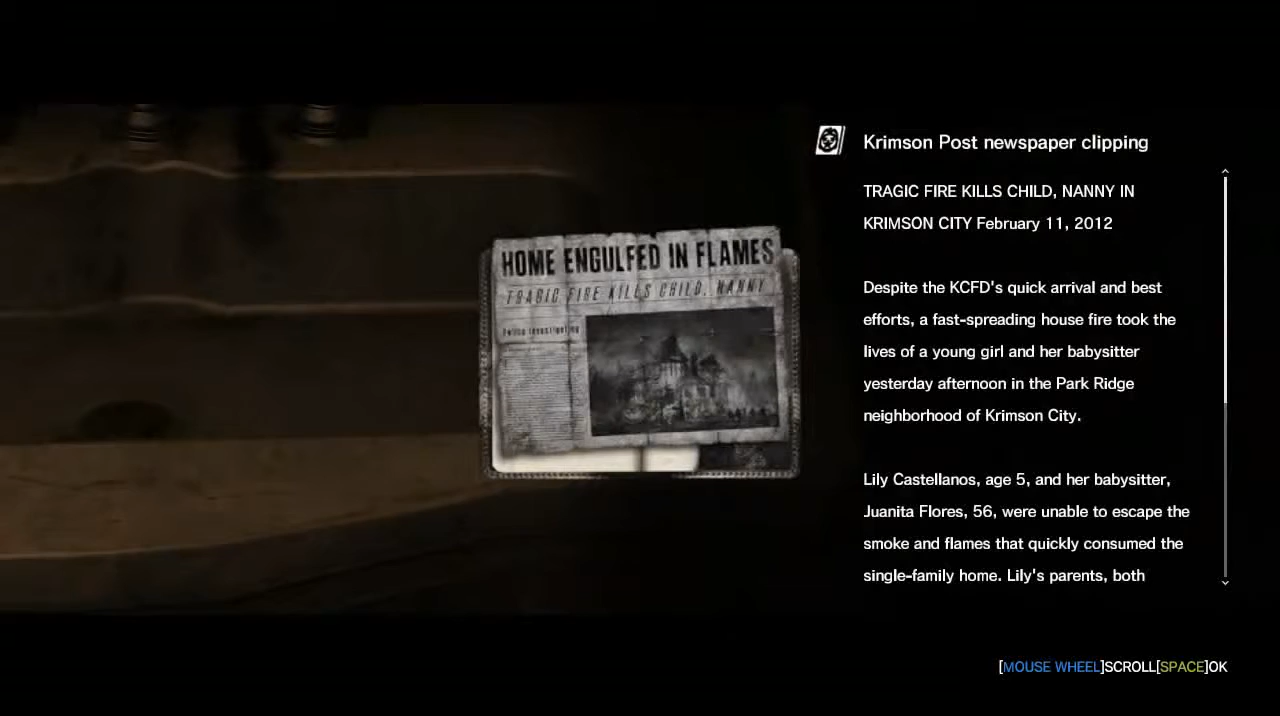 Krimson Post newspaper clipping
TRAGIC FIRE KILLS CHILD, NANNY IN
KRIMSON CITY February 11, 2012
Despite the KCFD's quick arrival and best
efforts, a fast-spreading house fire took the
lives of a young girl and her babysitter
yesterday afternoon in the Park Ridge
neighborhood of Krimson City.
Lily Castellanos, age 5, and her babysitter,
Juanita Flores, 56, were unable to escape the
smoke and flames that quickly consumed the
single-family home. Lily's parents, both
HOME ENGULFED IN FLAMES
TRAGIC FIRE KILLS CHILD, NANNY
Police investigating
[MOUSE WHEEL]SCROLL[SPACE]OK